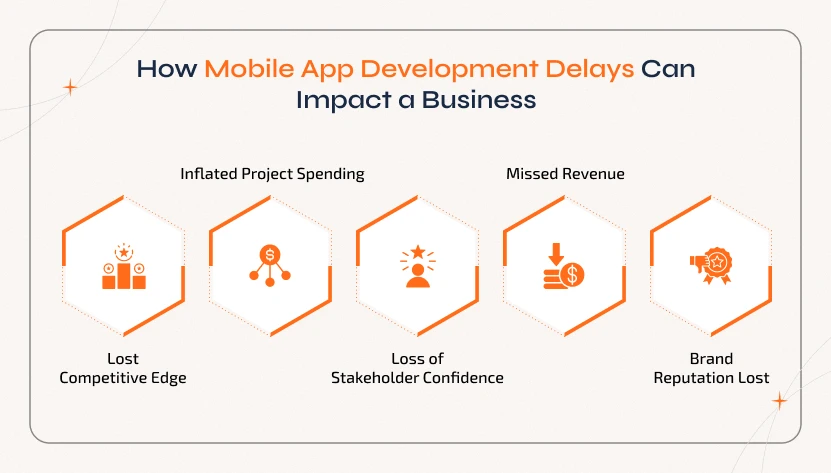 How Mobile App Development Delays Can
Impact a Business
Inflated Project Spending
Missed Revenue
Lost
Competitive Edge
Loss of
Stakeholder Confidence
Brand
Reputation Lost